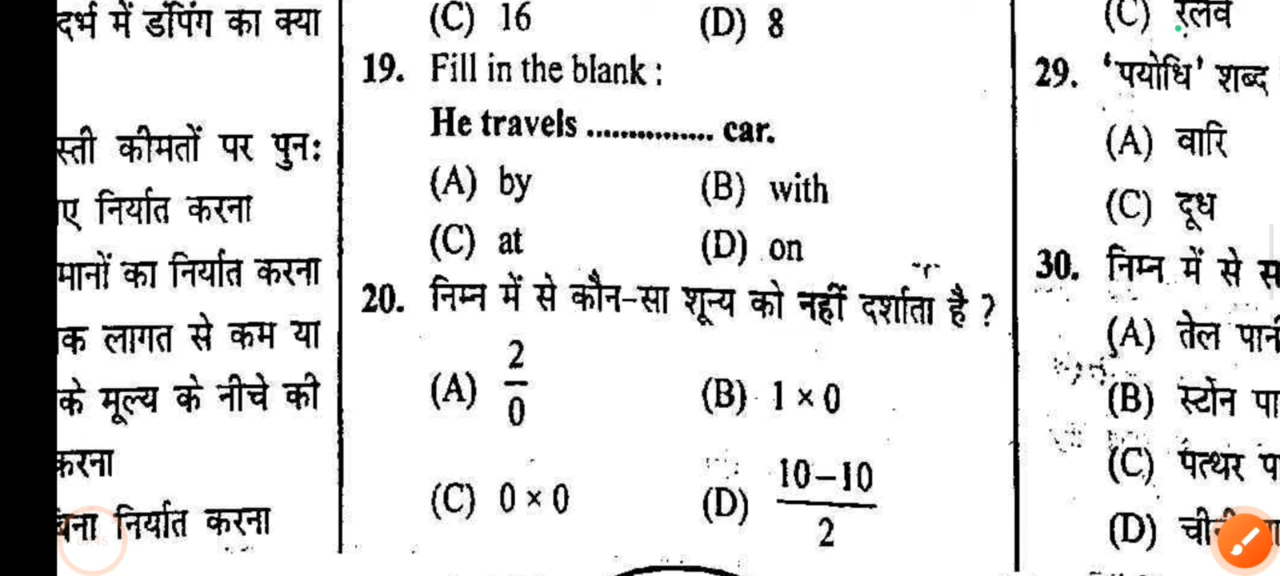 दर्भ में डंपिंग का क्या
स्ती कीमतों पर पुनः
ए निर्यात करना
मानों का निर्यात करना
क लागत से कम या
के मूल्य के नीचे की
करना
बिना निर्यात करना
(C) 16 (D) 8
19. Fill in the blank :
He travels ............... car.
(A) by (B) with
(C) at (D) on
20. निम्न में से कौन-सा शून्य को नहीं दर्शाता है ?
(A) 2/0 (B) 1 × 0
(C) 0 × 0 (D) 10–10/2
(C) रेलवे
29. ‘पयोधि’ शब्द
(A) वारि
(C) दूध
30. निम्न में से स
(A) तेल पानी
(B) स्टोन पा
(C) पत्थर प
(D) चीनी